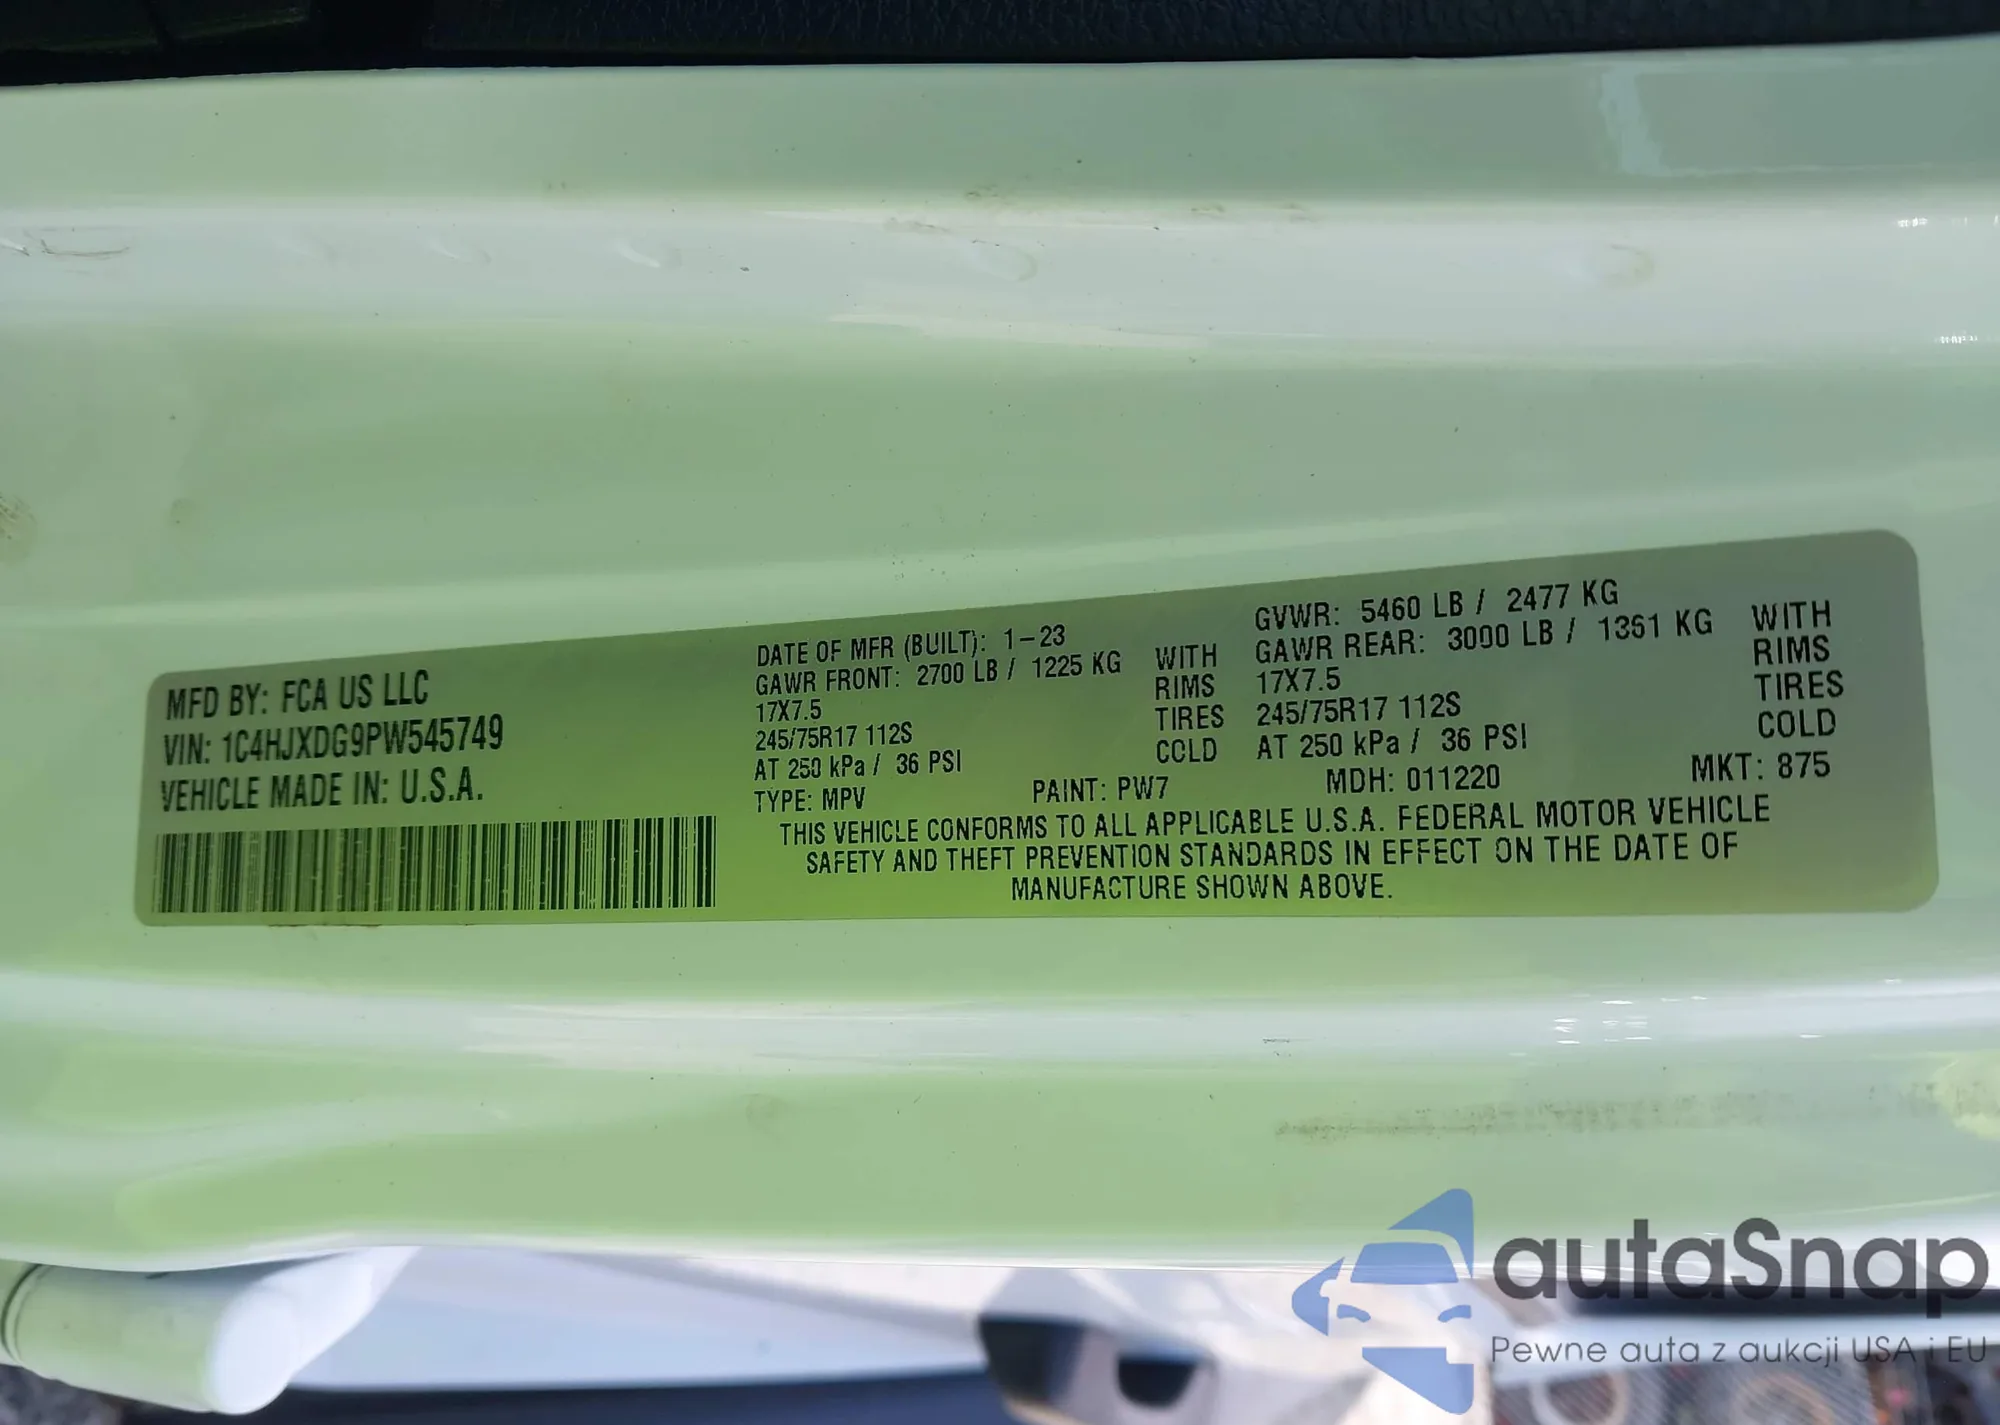 MFD BY: FCA US LLC
VIN: 1C4HJXDG9PW545749
VEHICLE MADE IN: U.S.A.
DATE OF MFR (BUILT): 1-23
GAWR FRONT: 2700 LB / 1225 KG WITH
17X7.5 RIMS
245/75R17 112S TIRES
AT 250 kPa / 36 PSI COLD
GVWR: 5460 LB / 2477 KG
GAWR REAR: 3000 LB / 1361 KG WITH
17X7.5 RIMS
245/75R17 112S TIRES
AT 250 kPa / 36 PSI COLD
TYPE: MPV PAINT: PW7 MDH: 011220 MKT: 875
THIS VEHICLE CONFORMS TO ALL APPLICABLE U.S.A. FEDERAL MOTOR VEHICLE
SAFETY AND THEFT PREVENTION STANDARDS IN EFFECT ON THE DATE OF
MANUFACTURE SHOWN ABOVE.
autaSnap
Pewne auta z aukcji USA i EU